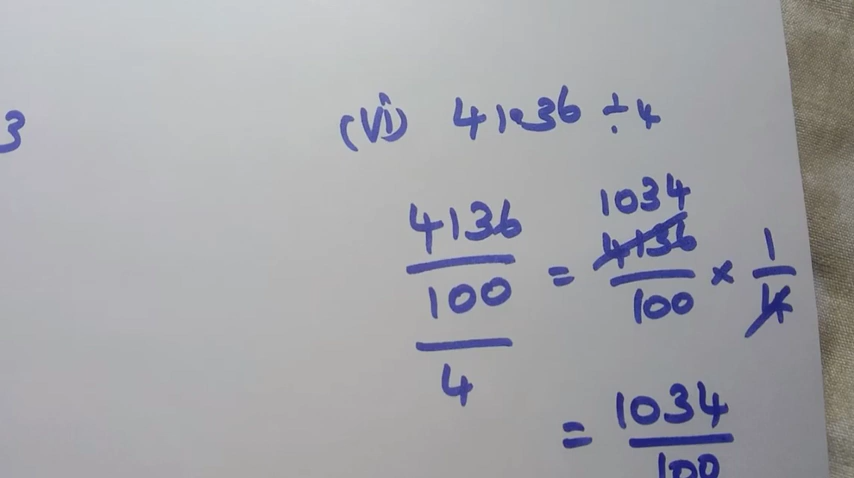 3
(vi) 41.36 ÷ 4
4136/100/4 = 1034 4136/100 × 1/4
= 1034/100